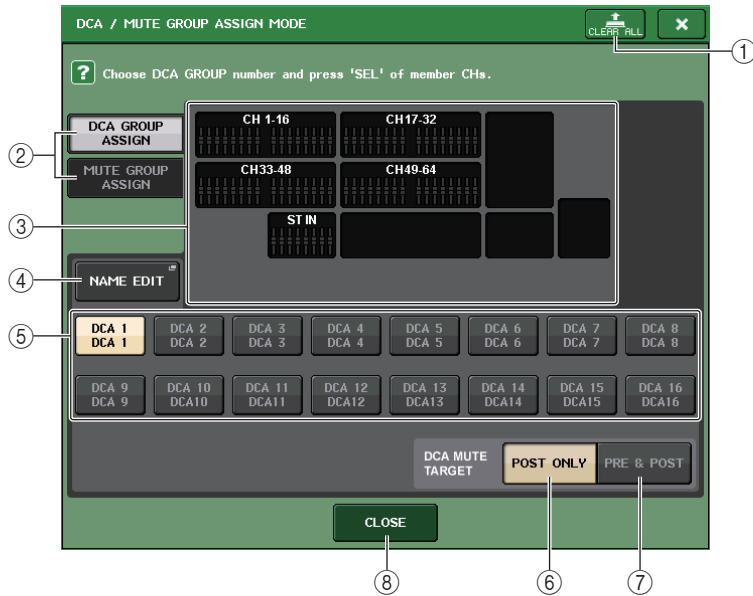 DCA / MUTE GROUP ASSIGN MODE
CLEAR ALL
×
①
? Choose DCA GROUP number and press 'SEL' of member CHs.
②
DCA GROUP
ASSIGN
MUTE GROUP
ASSIGN
③
CH 1-16
CH17-32
CH33-48
CH49-64
ST IN
④
NAME EDIT
⑤
DCA 1
DCA 1
DCA 2
DCA 2
DCA 3
DCA 3
DCA 4
DCA 4
DCA 5
DCA 5
DCA 6
DCA 6
DCA 7
DCA 7
DCA 8
DCA 8
DCA 9
DCA 9
DCA 10
DCA10
DCA 11
DCA11
DCA 12
DCA12
DCA 13
DCA13
DCA 14
DCA14
DCA 15
DCA15
DCA 16
DCA16
DCA MUTE
TARGET
POST ONLY
PRE & POST
CLOSE
⑧
⑥
⑦